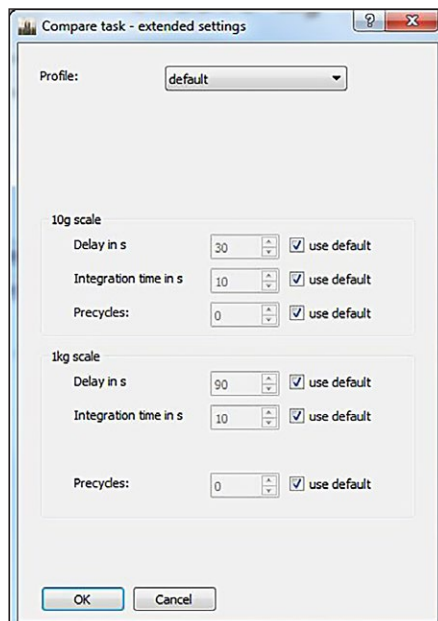 Compare task - extended settings
Profile: default
10g scale
Delay in s 30 use default
Integration time in s 10 use default
Precycles: 0 use default
1kg scale
Delay in s 90 use default
Integration time in s 10 use default
Precycles: 0 use default
OK Cancel